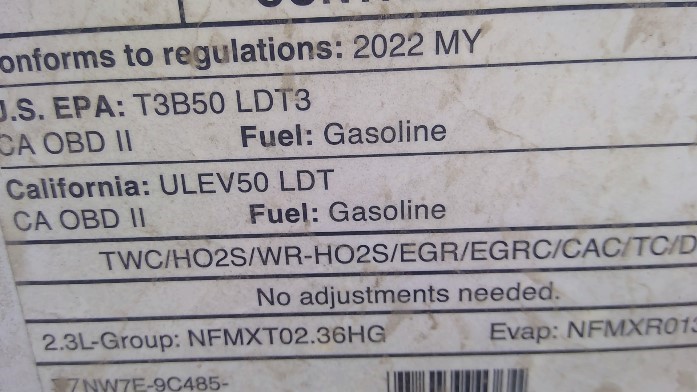 onforms to regulations: 2022 MY
U.S. EPA: T3B50 LDT3
CA OBD II Fuel: Gasoline
California: ULEV50 LDT
CA OBD II Fuel: Gasoline
TWC/HO2S/WR-HO2S/EGR/EGRC/CAC/TC/D
No adjustments needed.
2.3L-Group: NFMXT02.36HG Evap: NFMXR013
7NW7E-9C485-